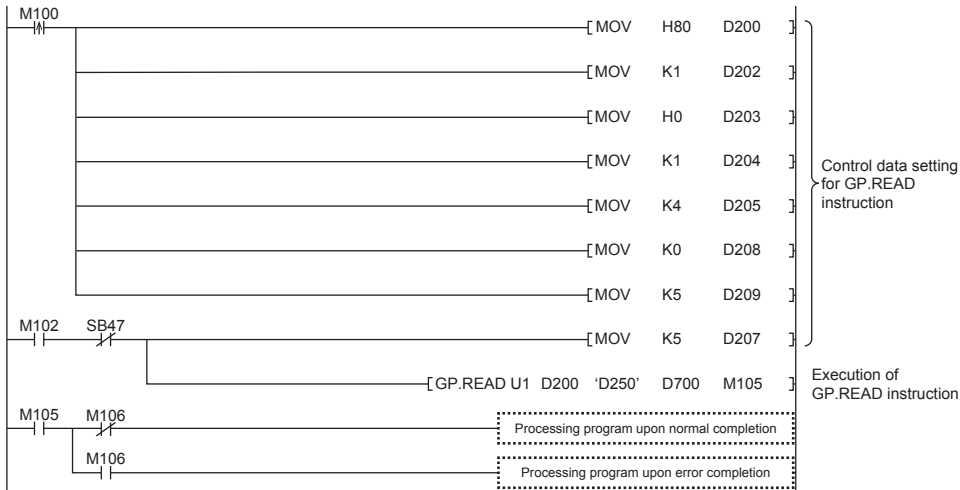 M100
MOV H80 D200
MOV K1 D202
MOV H0 D203
MOV K1 D204
MOV K4 D205
MOV K0 D208
MOV K5 D209
Control data setting
for GP.READ
instruction
M102 SB47
MOV K5 D207
GP.READ U1 D200 ‘D250’ D700 M105
Execution of
GP.READ instruction
M105 M106
Processing program upon normal completion
M106
Processing program upon error completion